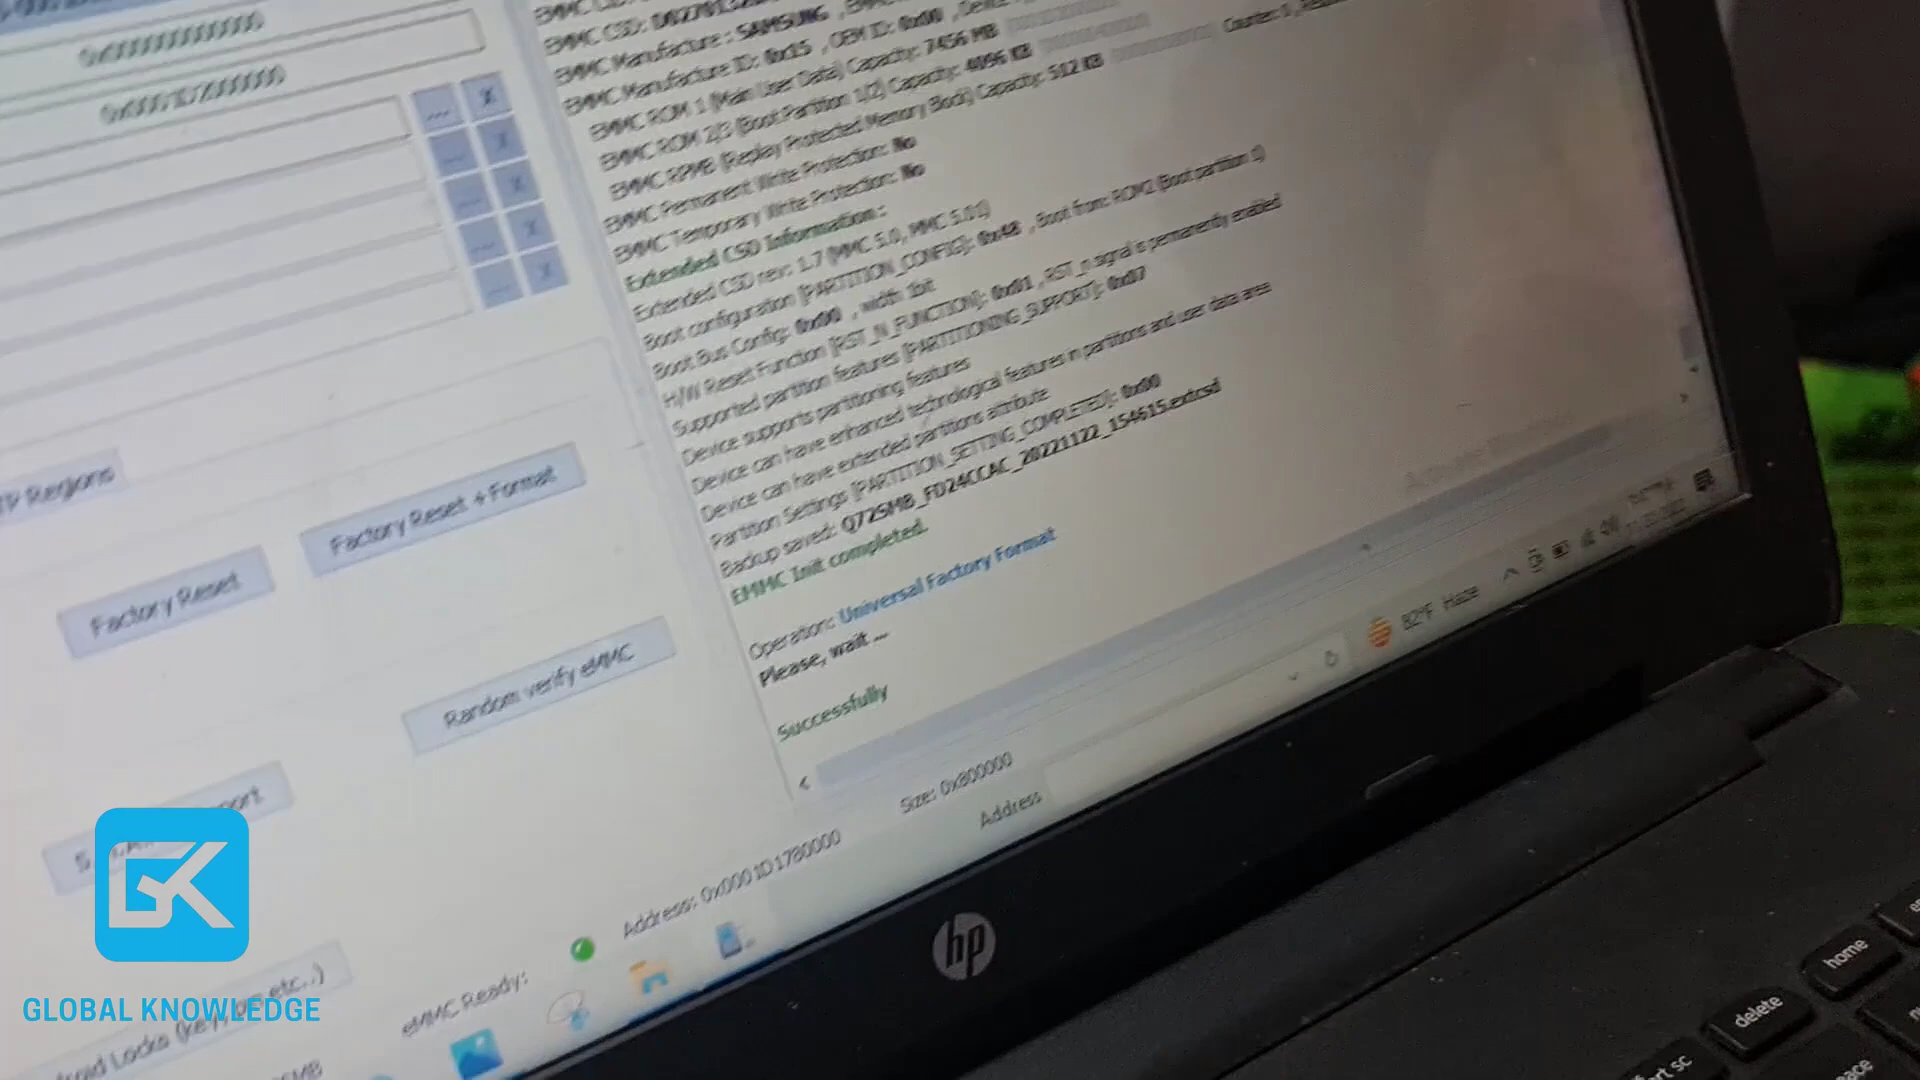 0x000000000000
0x0001D1780000
EMMC CSD:
EMMC Manufacture : SAMSUNG
EMMC Manufacture ID: 0x15 , OEM ID: 0x00
EMMC ROM 1 (Main User Data) Capacity: 7456 MB
EMMC ROM 2/3 (Boot Partition 1/2) Capacity: 4096 KB
EMMC RPMB (Replay Protected Memory Block) Capacity: 512 KB
EMMC Permanent Write Protection: No
EMMC Temporary Write Protection: No
Extended CSD Information :
Extended CSD rev: 1.7 (MMC 5.0, MMC 5.01)
Boot configuration [PARTITION_CONFIG]: 0x48 , Boot from: ROM2 (Boot partition 1)
Boot Bus Config: 0x00 , width 1bit
H/W Reset Function [RST_N_FUNCTION]: 0x01 , RST_n signal is permanently enabled
Supported partition features [PARTITIONING_SUPPORT]: 0x07
Device supports partitioning features
Device can have enhanced technological features in partitions and user data area
Device can have extended partitions attribute
Partition Settings [PARTITION_SETTING_COMPLETED]: 0x00
Backup saved: Q72SMB_FD24CCAC_20221122_154615.extcsd
EMMC Init completed.
Operation: Universal Factory Format
Please, wait ...
Successfully
Regions
Factory Reset
Factory Reset + Format
Random verify eMMC
Size: 0x800000
Address: 0x0001D1780000
Address
eMMC Ready:
82°F Haze
hp
home
delete
GK
GLOBAL KNOWLEDGE